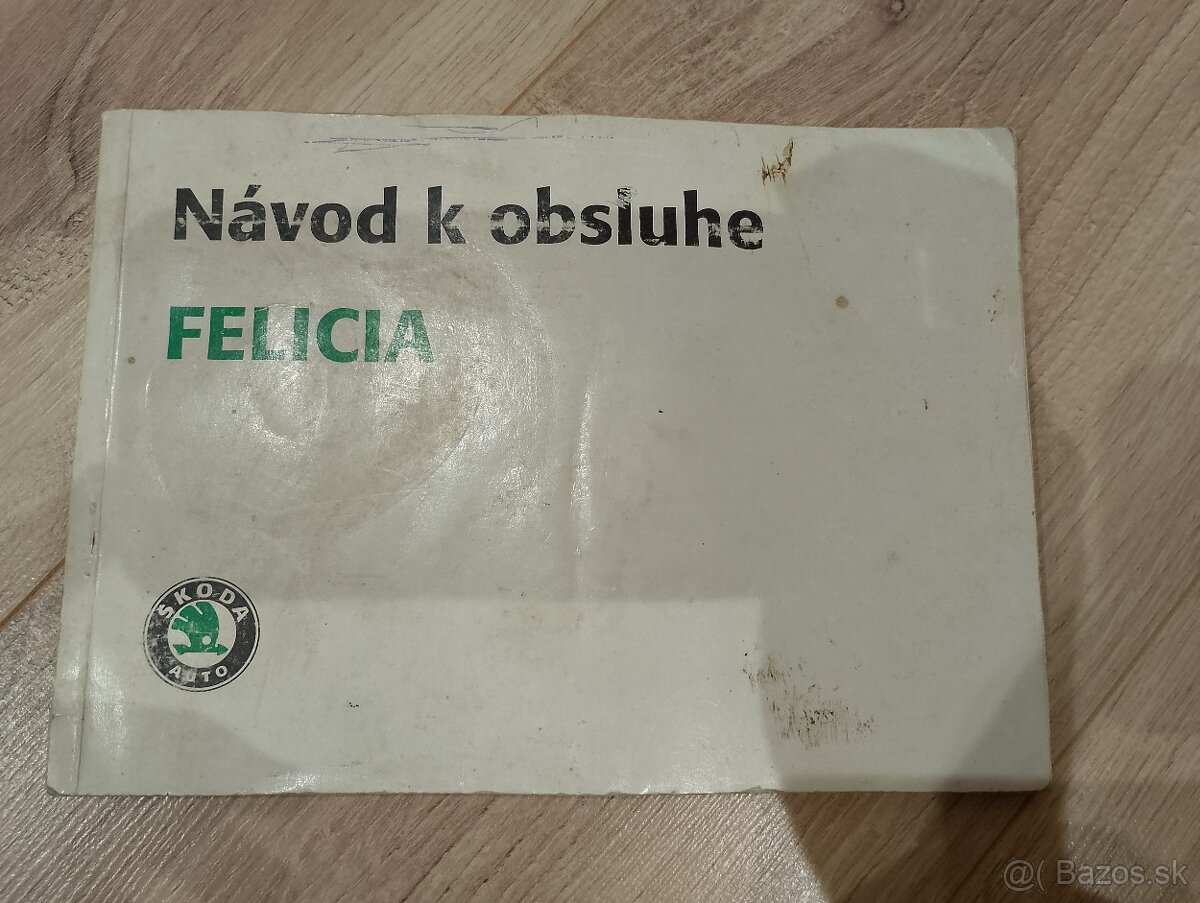 Návod k obsluhe
FELICIA
ŠKODA
AUTO
@( Bazos.sk